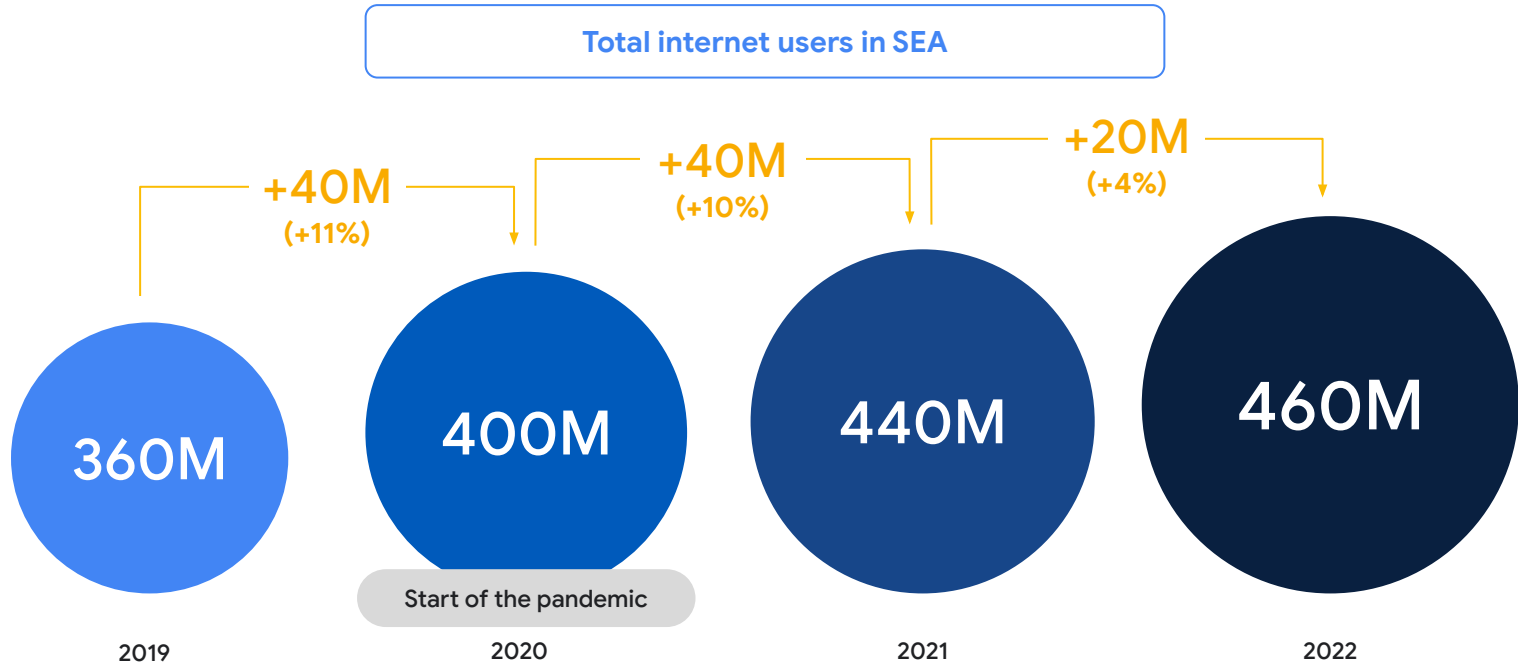 Total internet users in SEA
+40M
(+11%)
+40M
(+10%)
+20M
(+4%)
360M
400M
440M
460M
Start of the pandemic
2019
2020
2021
2022